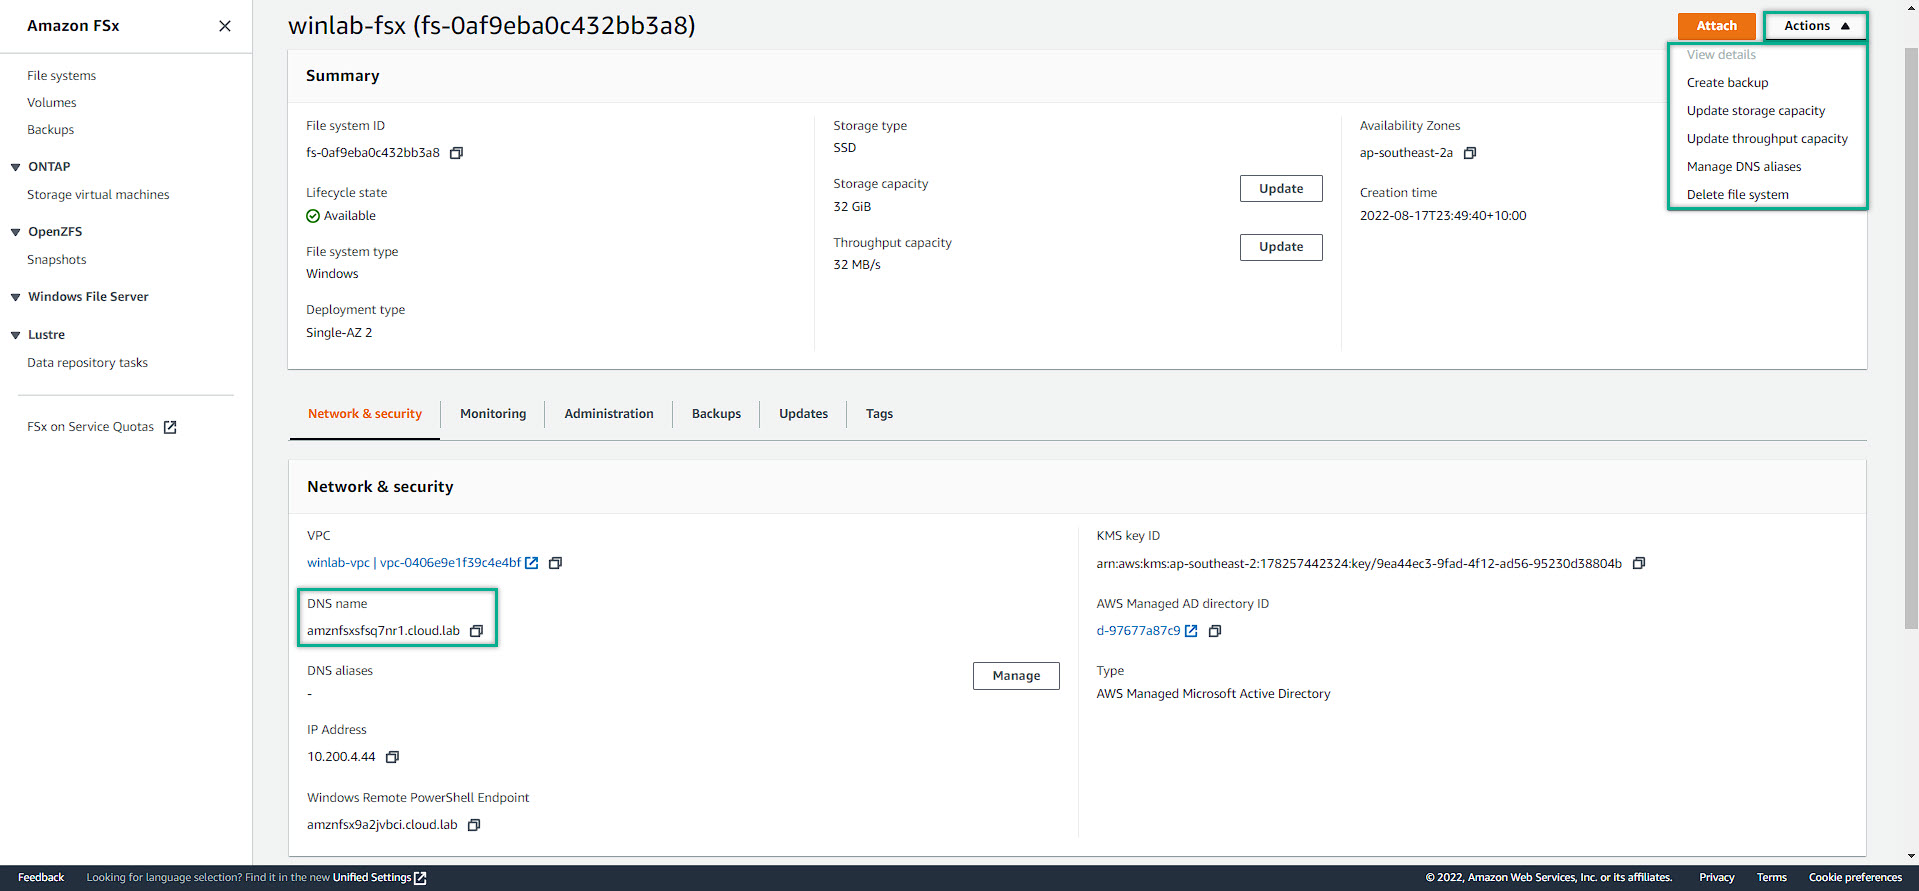 Amazon FSx
File systems
Volumes
Backups
ONTAP
Storage virtual machines
OpenZFS
Snapshots
Windows File Server
Lustre
Data repository tasks
FSx on Service Quotas
winlab-fsx (fs-0af9eba0c432bb3a8)
Attach
Actions
View details
Create backup
Update storage capacity
Update throughput capacity
Manage DNS aliases
Delete file system
Summary
File system ID
fs-0af9eba0c432bb3a8
Lifecycle state
Available
File system type
Windows
Deployment type
Single-AZ 2
Storage type
SSD
Storage capacity
32 GiB
Update
Throughput capacity
32 MB/s
Update
Availability Zones
ap-southeast-2a
Creation time
2022-08-17T23:49:40+10:00
Network & security
Monitoring
Administration
Backups
Updates
Tags
Network & security
VPC
winlab-vpc | vpc-0406e9e1f39c4e4bf
DNS name
amznfsxsfsq7nr1.cloud.lab
DNS aliases
-
Manage
IP Address
10.200.4.44
Windows Remote PowerShell Endpoint
amznfsx9a2jvbci.cloud.lab
KMS key ID
arn:aws:kms:ap-southeast-2:178257442324:key/9ea44ec3-9fad-4f12-ad56-95230d38804b
AWS Managed AD directory ID
d-97677a87c9
Type
AWS Managed Microsoft Active Directory
Feedback
Looking for language selection? Find it in the new Unified Settings
© 2022, Amazon Web Services, Inc. or its affiliates.
Privacy
Terms
Cookie preferences